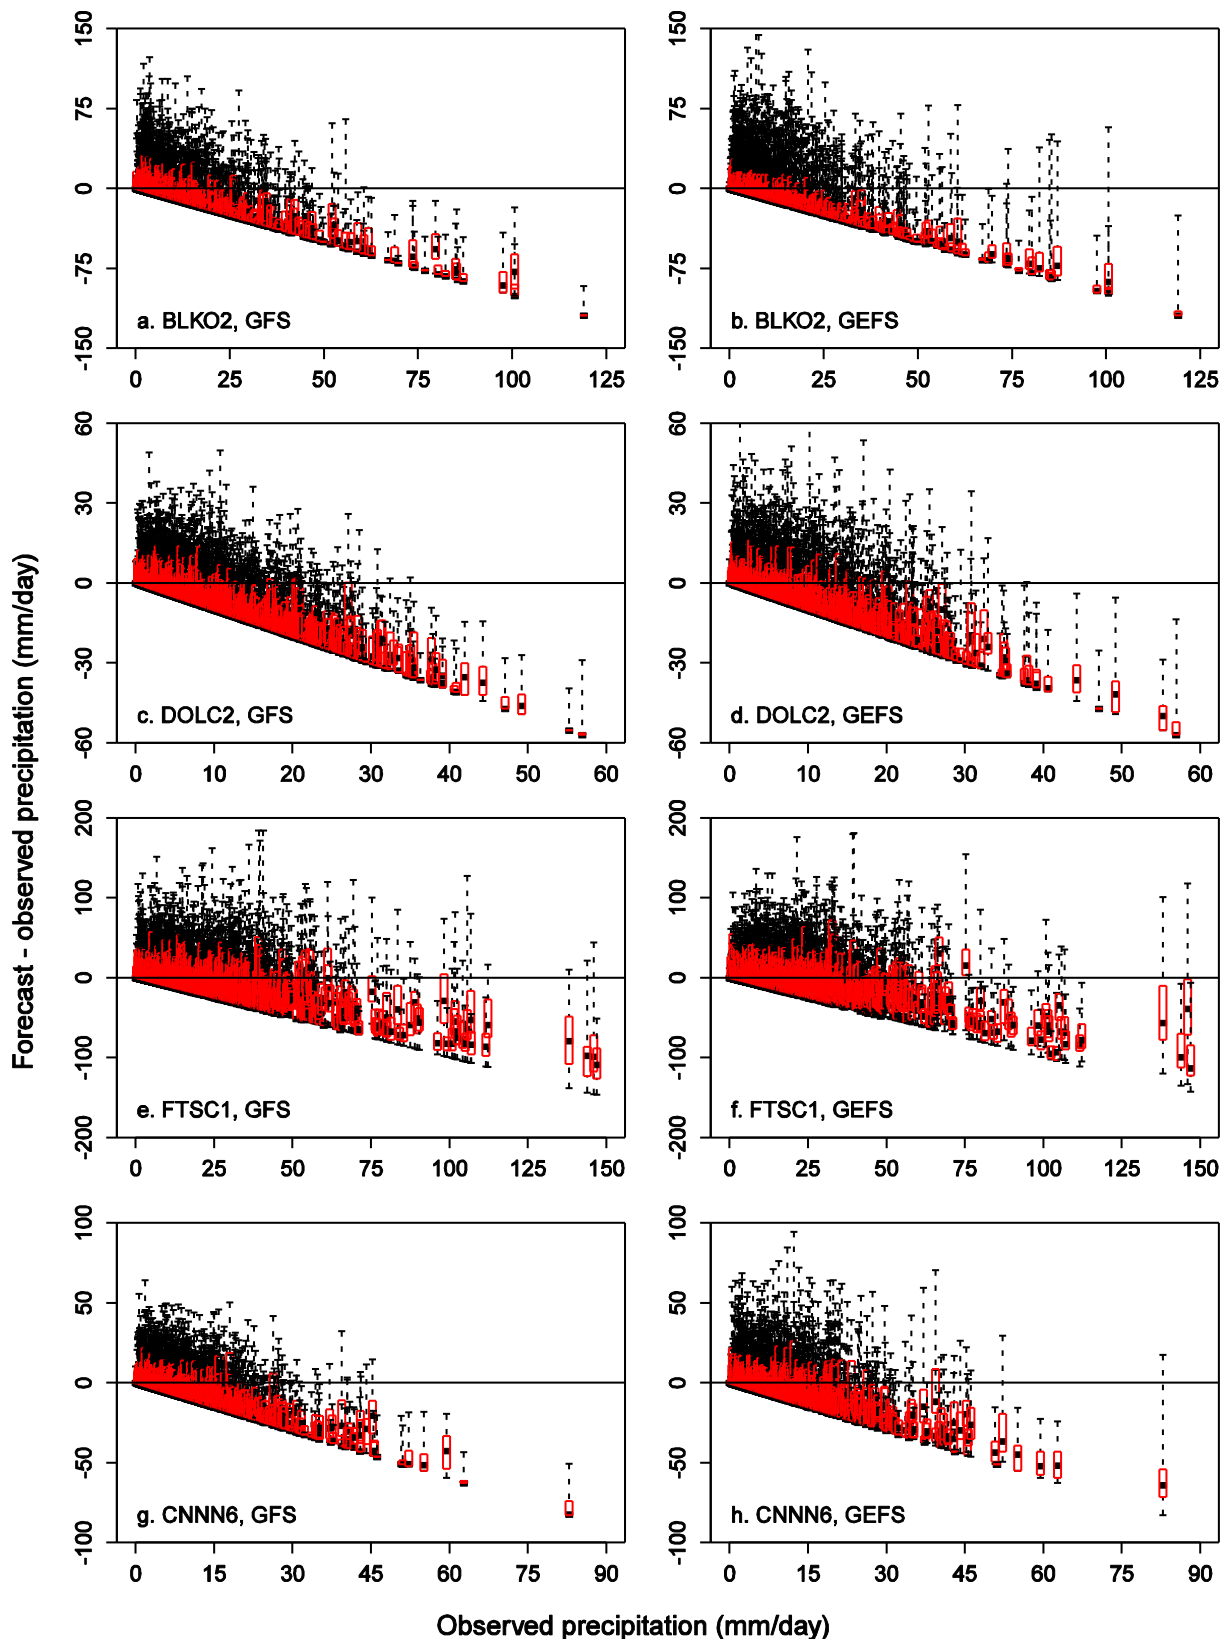 150
75
0
-75
-150
a. BLKO2, GFS
0 25 50 75 100 125
150
75
0
-75
-150
b. BLKO2, GEFS
0 25 50 75 100 125
60
30
0
-30
-60
c. DOLC2, GFS
0 10 20 30 40 50 60
60
30
0
-30
-60
d. DOLC2, GEFS
0 10 20 30 40 50 60
200
100
0
-100
-200
e. FTSC1, GFS
0 25 50 75 100 125 150
200
100
0
-100
-200
f. FTSC1, GEFS
0 25 50 75 100 125 150
100
50
0
-50
-100
g. CNNN6, GFS
0 15 30 45 60 75 90
100
50
0
-50
-100
h. CNNN6, GEFS
0 15 30 45 60 75 90
Forecast - observed precipitation (mm/day)
Observed precipitation (mm/day)